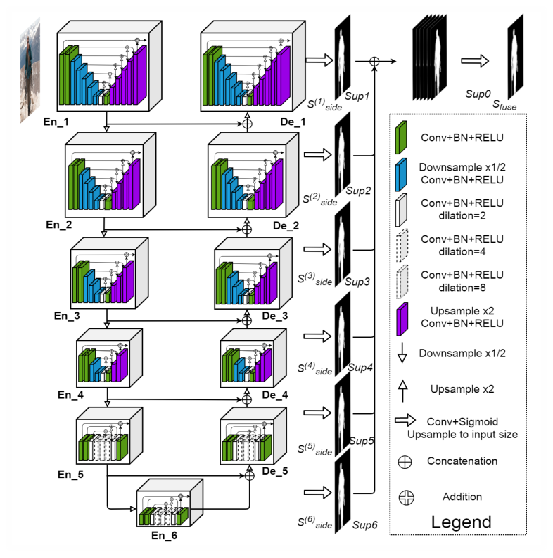 S(1)side
Sup1
Sup0
Sfuse
En_1
De_1
S(2)side
Sup2
En_2
De_2
S(3)side
Sup3
En_3
De_3
S(4)side
Sup4
En_4
De_4
S(5)side
Sup5
En_5
De_5
S(6)side
Sup6
En_6
Conv+BN+RELU
Downsample x1/2
Conv+BN+RELU
Conv+BN+RELU
dilation=2
Conv+BN+RELU
dilation=4
Conv+BN+RELU
dilation=8
Upsample x2
Conv+BN+RELU
Downsample x1/2
Upsample x2
Conv+Sigmoid
Upsample to input size
Concatenation
Addition
Legend